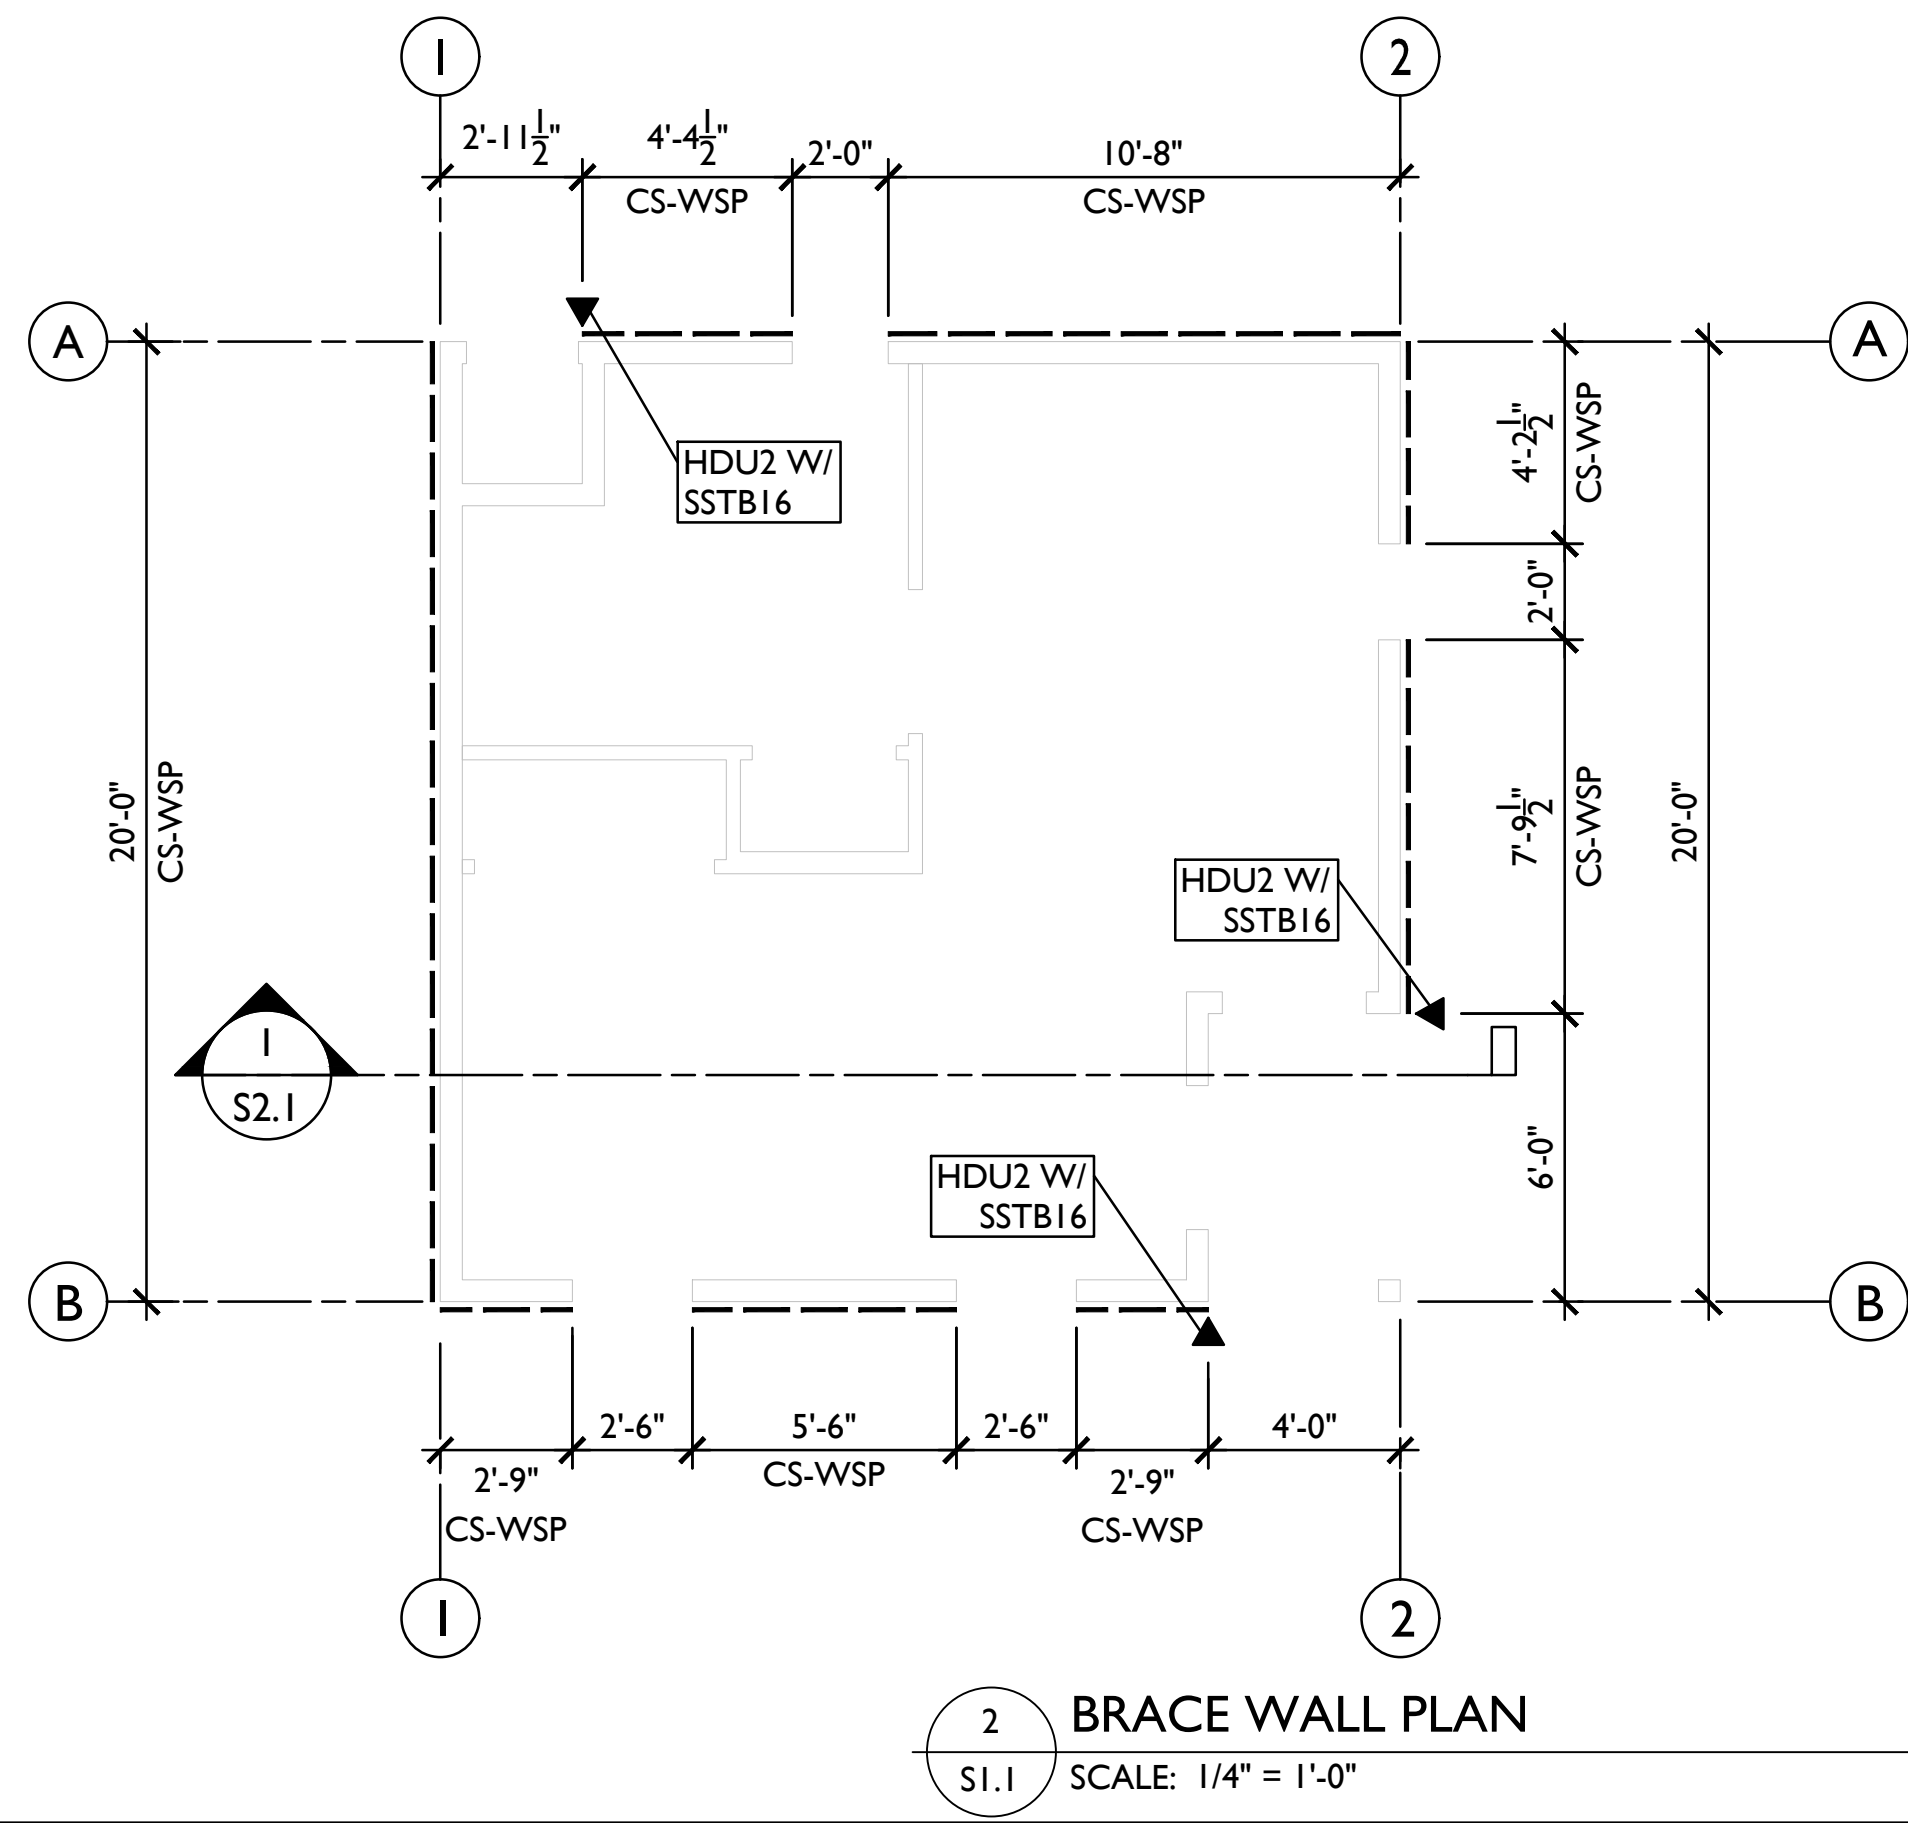 1
2
2'-11 1/2"
4'-4 1/2"
2'-0"
10'-8"
CS-WSP
CS-WSP
A
A
HDU2 W/
SSTB16
4'-2 1/2"
CS-WSP
2'-0"
20'-0"
CS-WSP
7'-9 1/2"
CS-WSP
20'-0"
HDU2 W/
SSTB16
1
S2.1
6'-0"
HDU2 W/
SSTB16
B
B
2'-6"
5'-6"
2'-6"
4'-0"
2'-9"
CS-WSP
2'-9"
CS-WSP
CS-WSP
1
2
2
S1.1
BRACE WALL PLAN
SCALE: 1/4" = 1'-0"